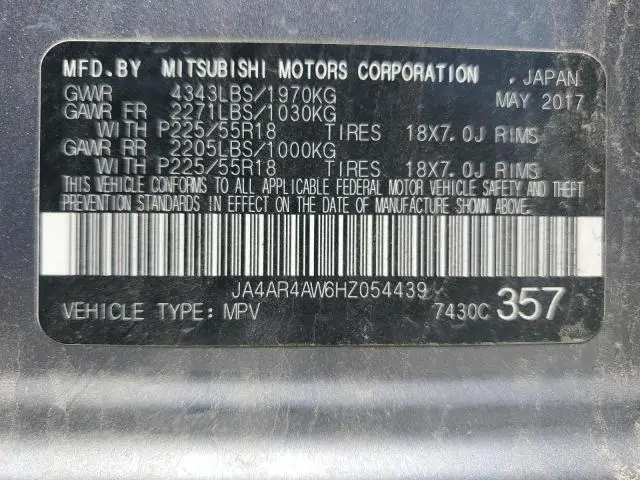 MFD.BY MITSUBISHI MOTORS CORPORATION , JAPAN
GVWR 4343LBS/1970KG MAY 2017
GAWR FR 2271LBS/1030KG
WITH P225/55R18 TIRES 18X7.0J RIMS
GAWR RR 2205LBS/1000KG
WITH P225/55R18 TIRES 18X7.0J RIMS
THIS VEHICLE CONFORMS TO ALL APPLICABLE FEDERAL MOTOR VEHICLE SAFETY AND THEFT
PREVENTION STANDARDS IN EFFECT ON THE DATE OF MANUFACTURE SHOWN ABOVE.
JA4AR4AW6HZ054439
VEHICLE TYPE: MPV 7430C 357